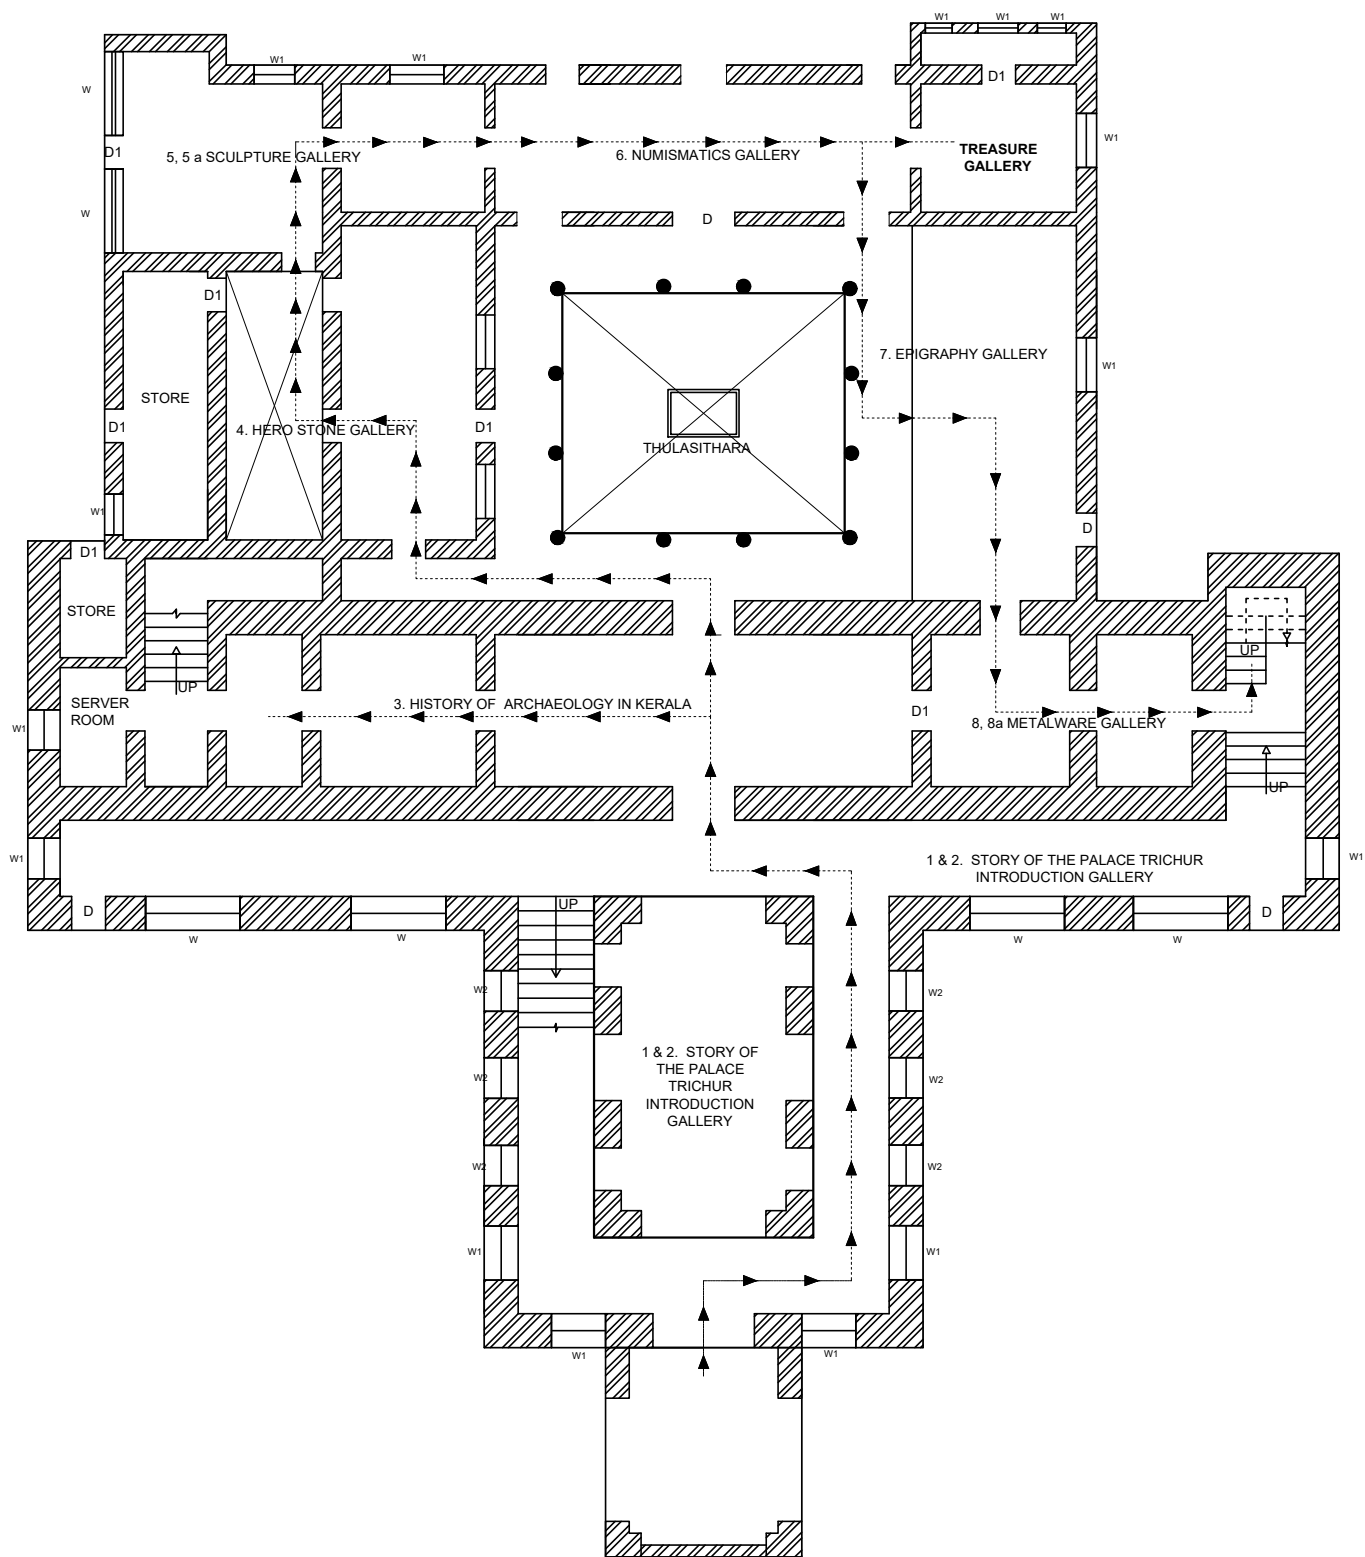 W1 W1 W1
W1 W1
D1
W
W1
D1
5, 5 a SCULPTURE GALLERY
6. NUMISMATICS GALLERY
TREASURE
GALLERY
W
D
D1
7. EPIGRAPHY GALLERY
W1
STORE
D1
4. HERO STONE GALLERY
D1
THULASITHARA
W1
D
D1
STORE
UP
UP
SERVER
ROOM
3. HISTORY OF ARCHAEOLOGY IN KERALA
D1
8, 8a METALWARE GALLERY
W1
UP
W1
1 & 2. STORY OF THE PALACE TRICHUR
INTRODUCTION GALLERY
W1
D
UP
D
W
W
W
W
W2
W2
1 & 2. STORY OF
THE PALACE
TRICHUR
INTRODUCTION
GALLERY
W2
W2
W2
W2
W1
W1
W1
W1